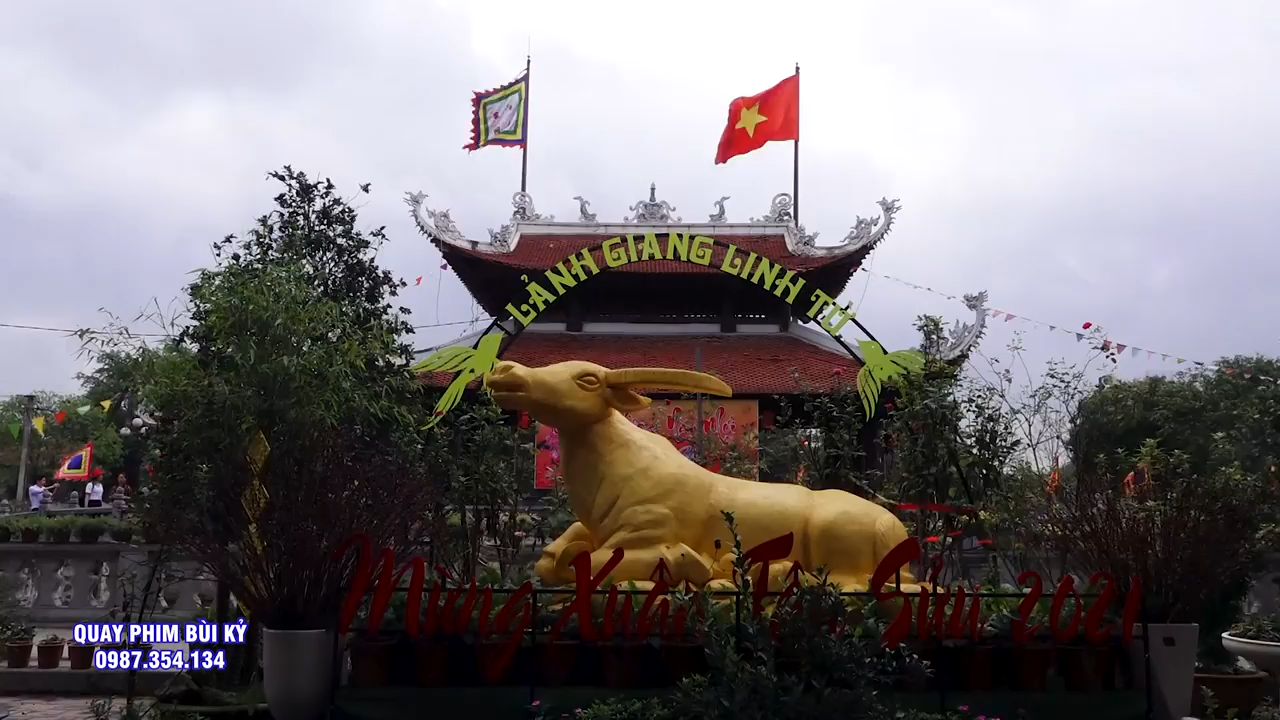 LẢNH GIANG LINH TỪ
Mừng Xuân Tân Sửu 2021
QUAY PHIM BÙI KỶ
0987.354.134